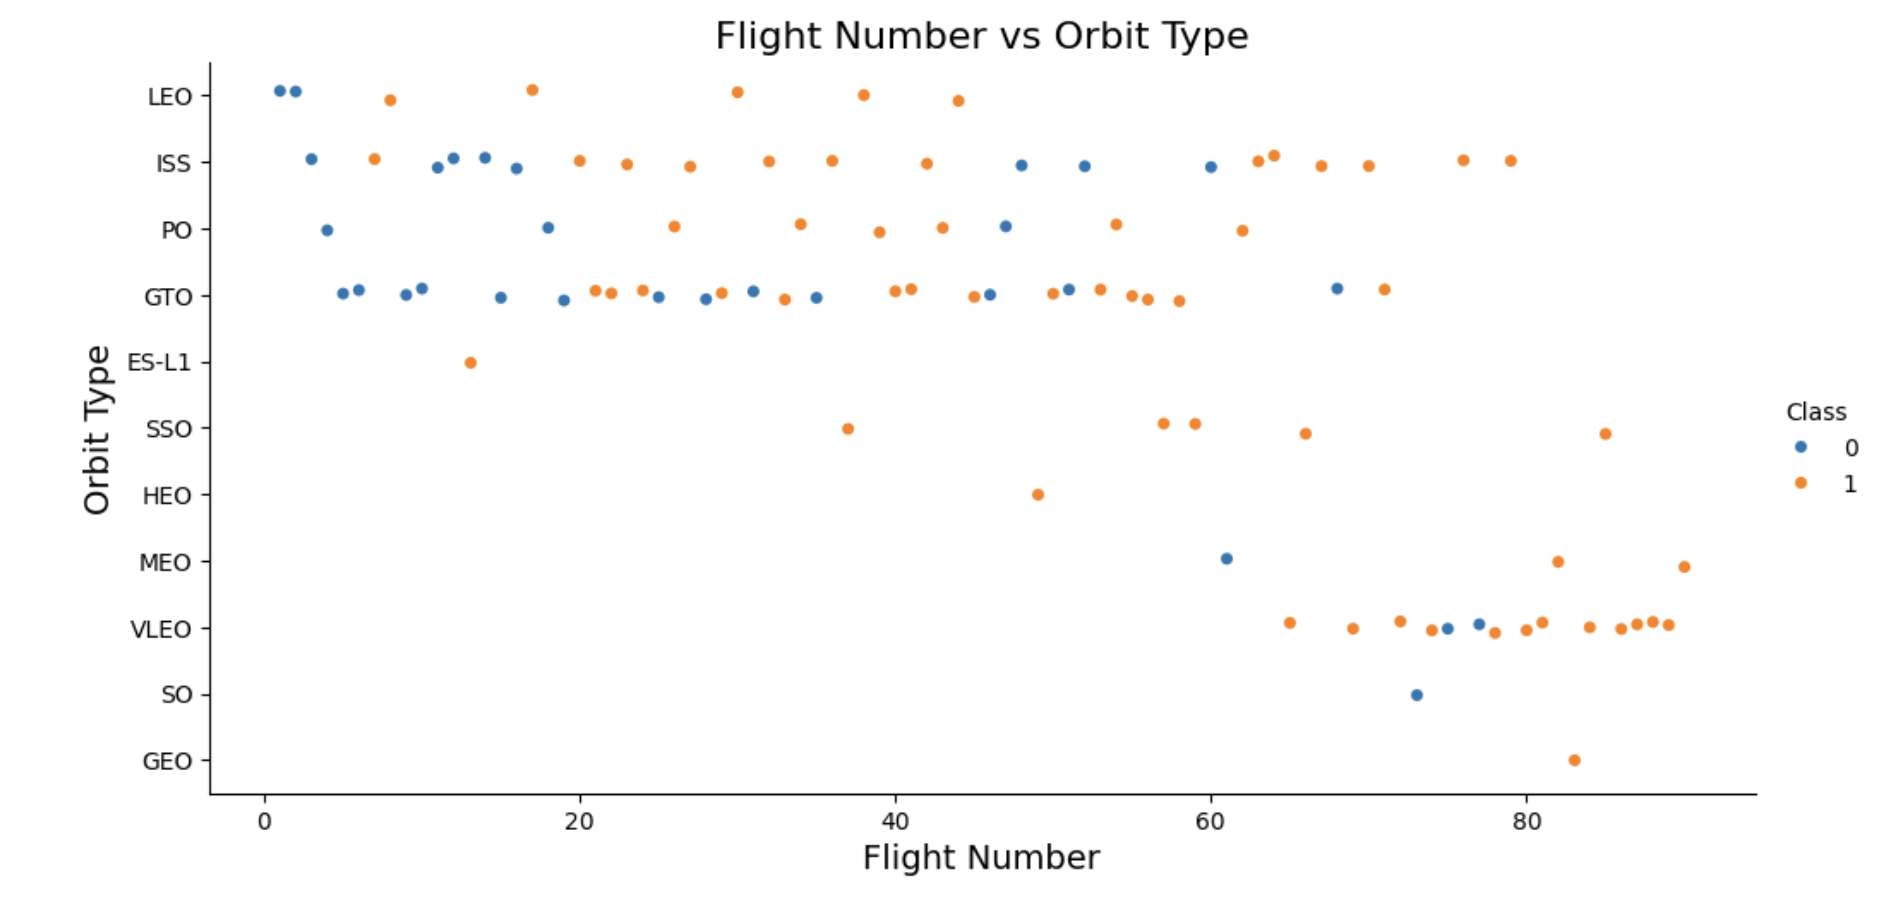 Flight Number vs Orbit Type
Orbit Type
LEO
ISS
PO
GTO
ES-L1
SSO
HEO
MEO
VLEO
SO
GEO
0 20 40 60 80
Flight Number
Class
0
1